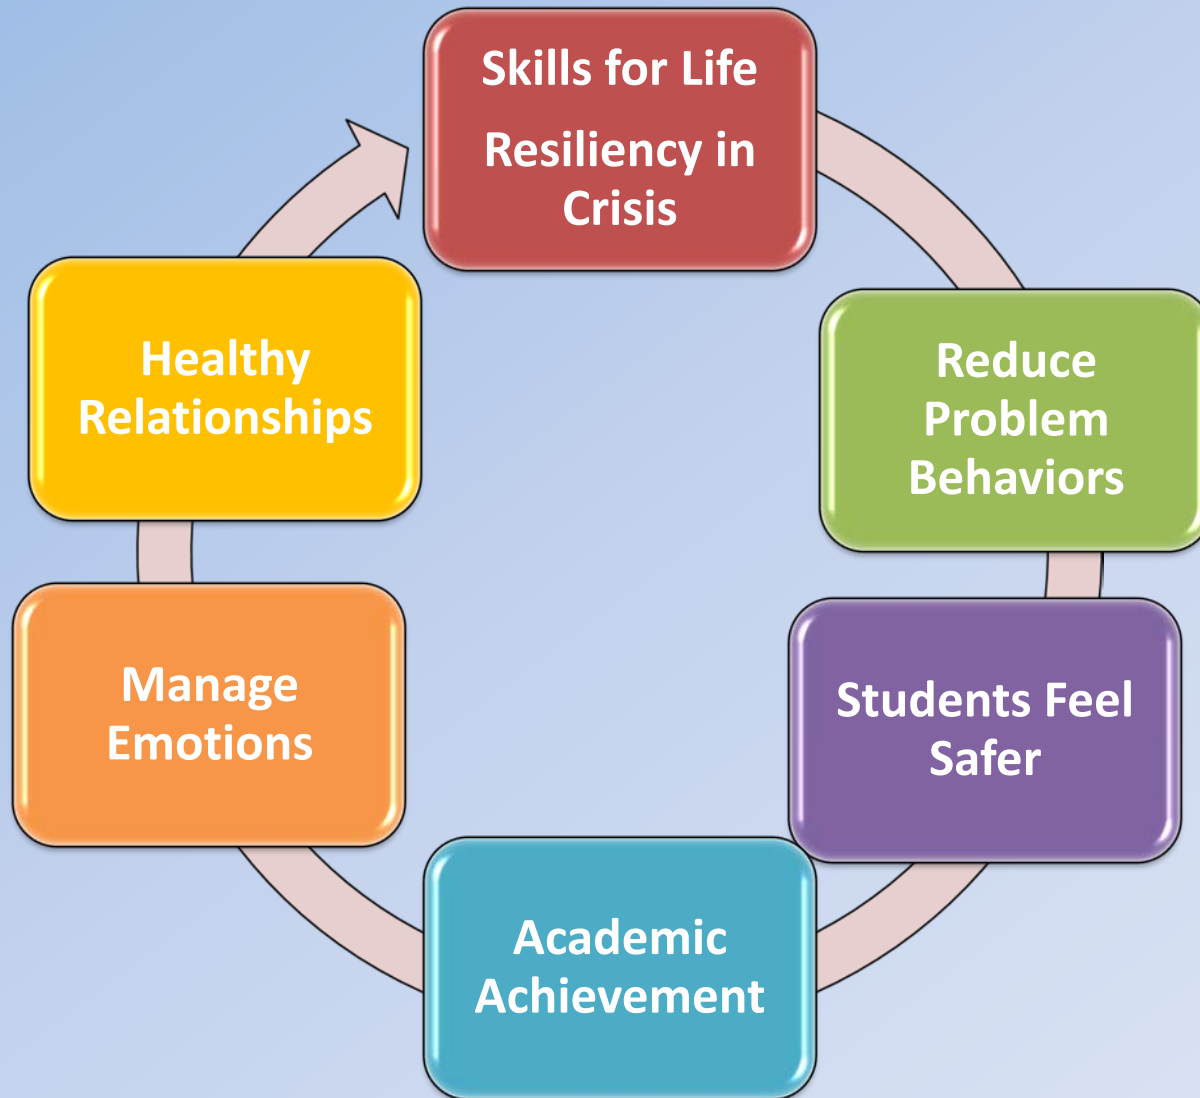 Skills for Life
Resiliency in
Crisis
Reduce
Problem
Behaviors
Students Feel
Safer
Academic
Achievement
Manage
Emotions
Healthy
Relationships